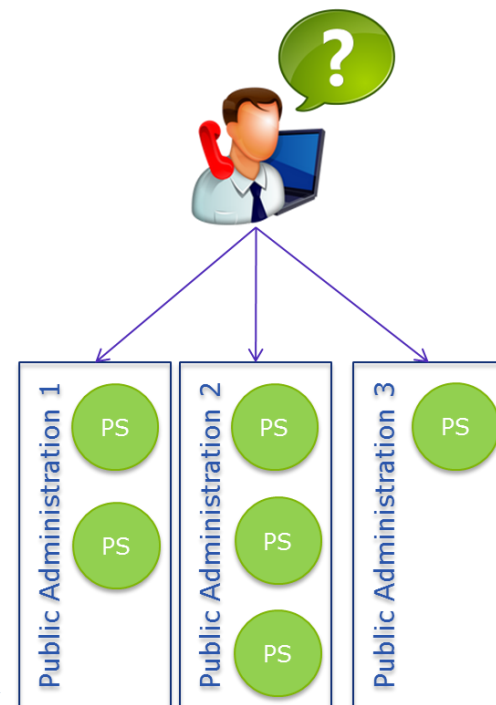 ?
Public Administration 1
PS
PS
Public Administration 2
PS
PS
PS
Public Administration 3
PS